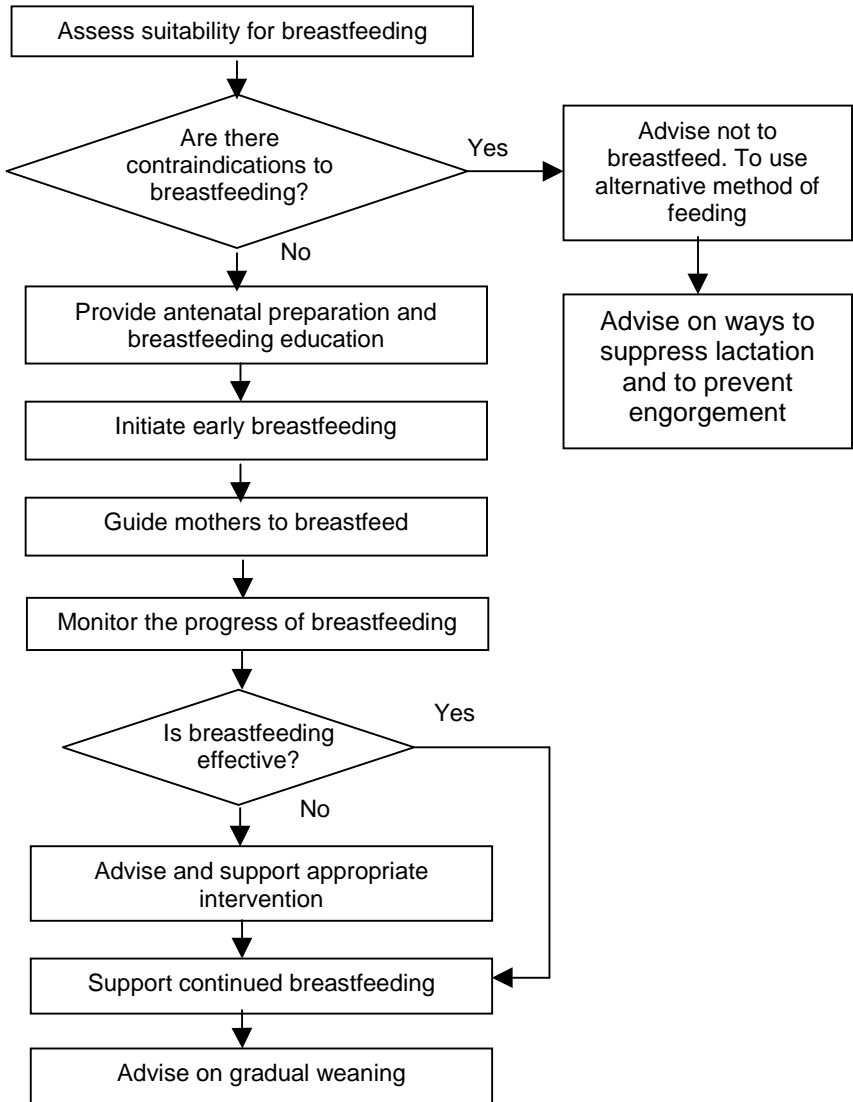 Assess suitability for breastfeeding
Are there
contraindications to
breastfeeding?
Yes
Advise not to
breastfeed. To use
alternative method of
feeding
No
Provide antenatal preparation and
breastfeeding education
Advise on ways to
suppress lactation
and to prevent
engorgement
Initiate early breastfeeding
Guide mothers to breastfeed
Monitor the progress of breastfeeding
Is breastfeeding
effective?
Yes
No
Advise and support appropriate
intervention
Support continued breastfeeding
Advise on gradual weaning